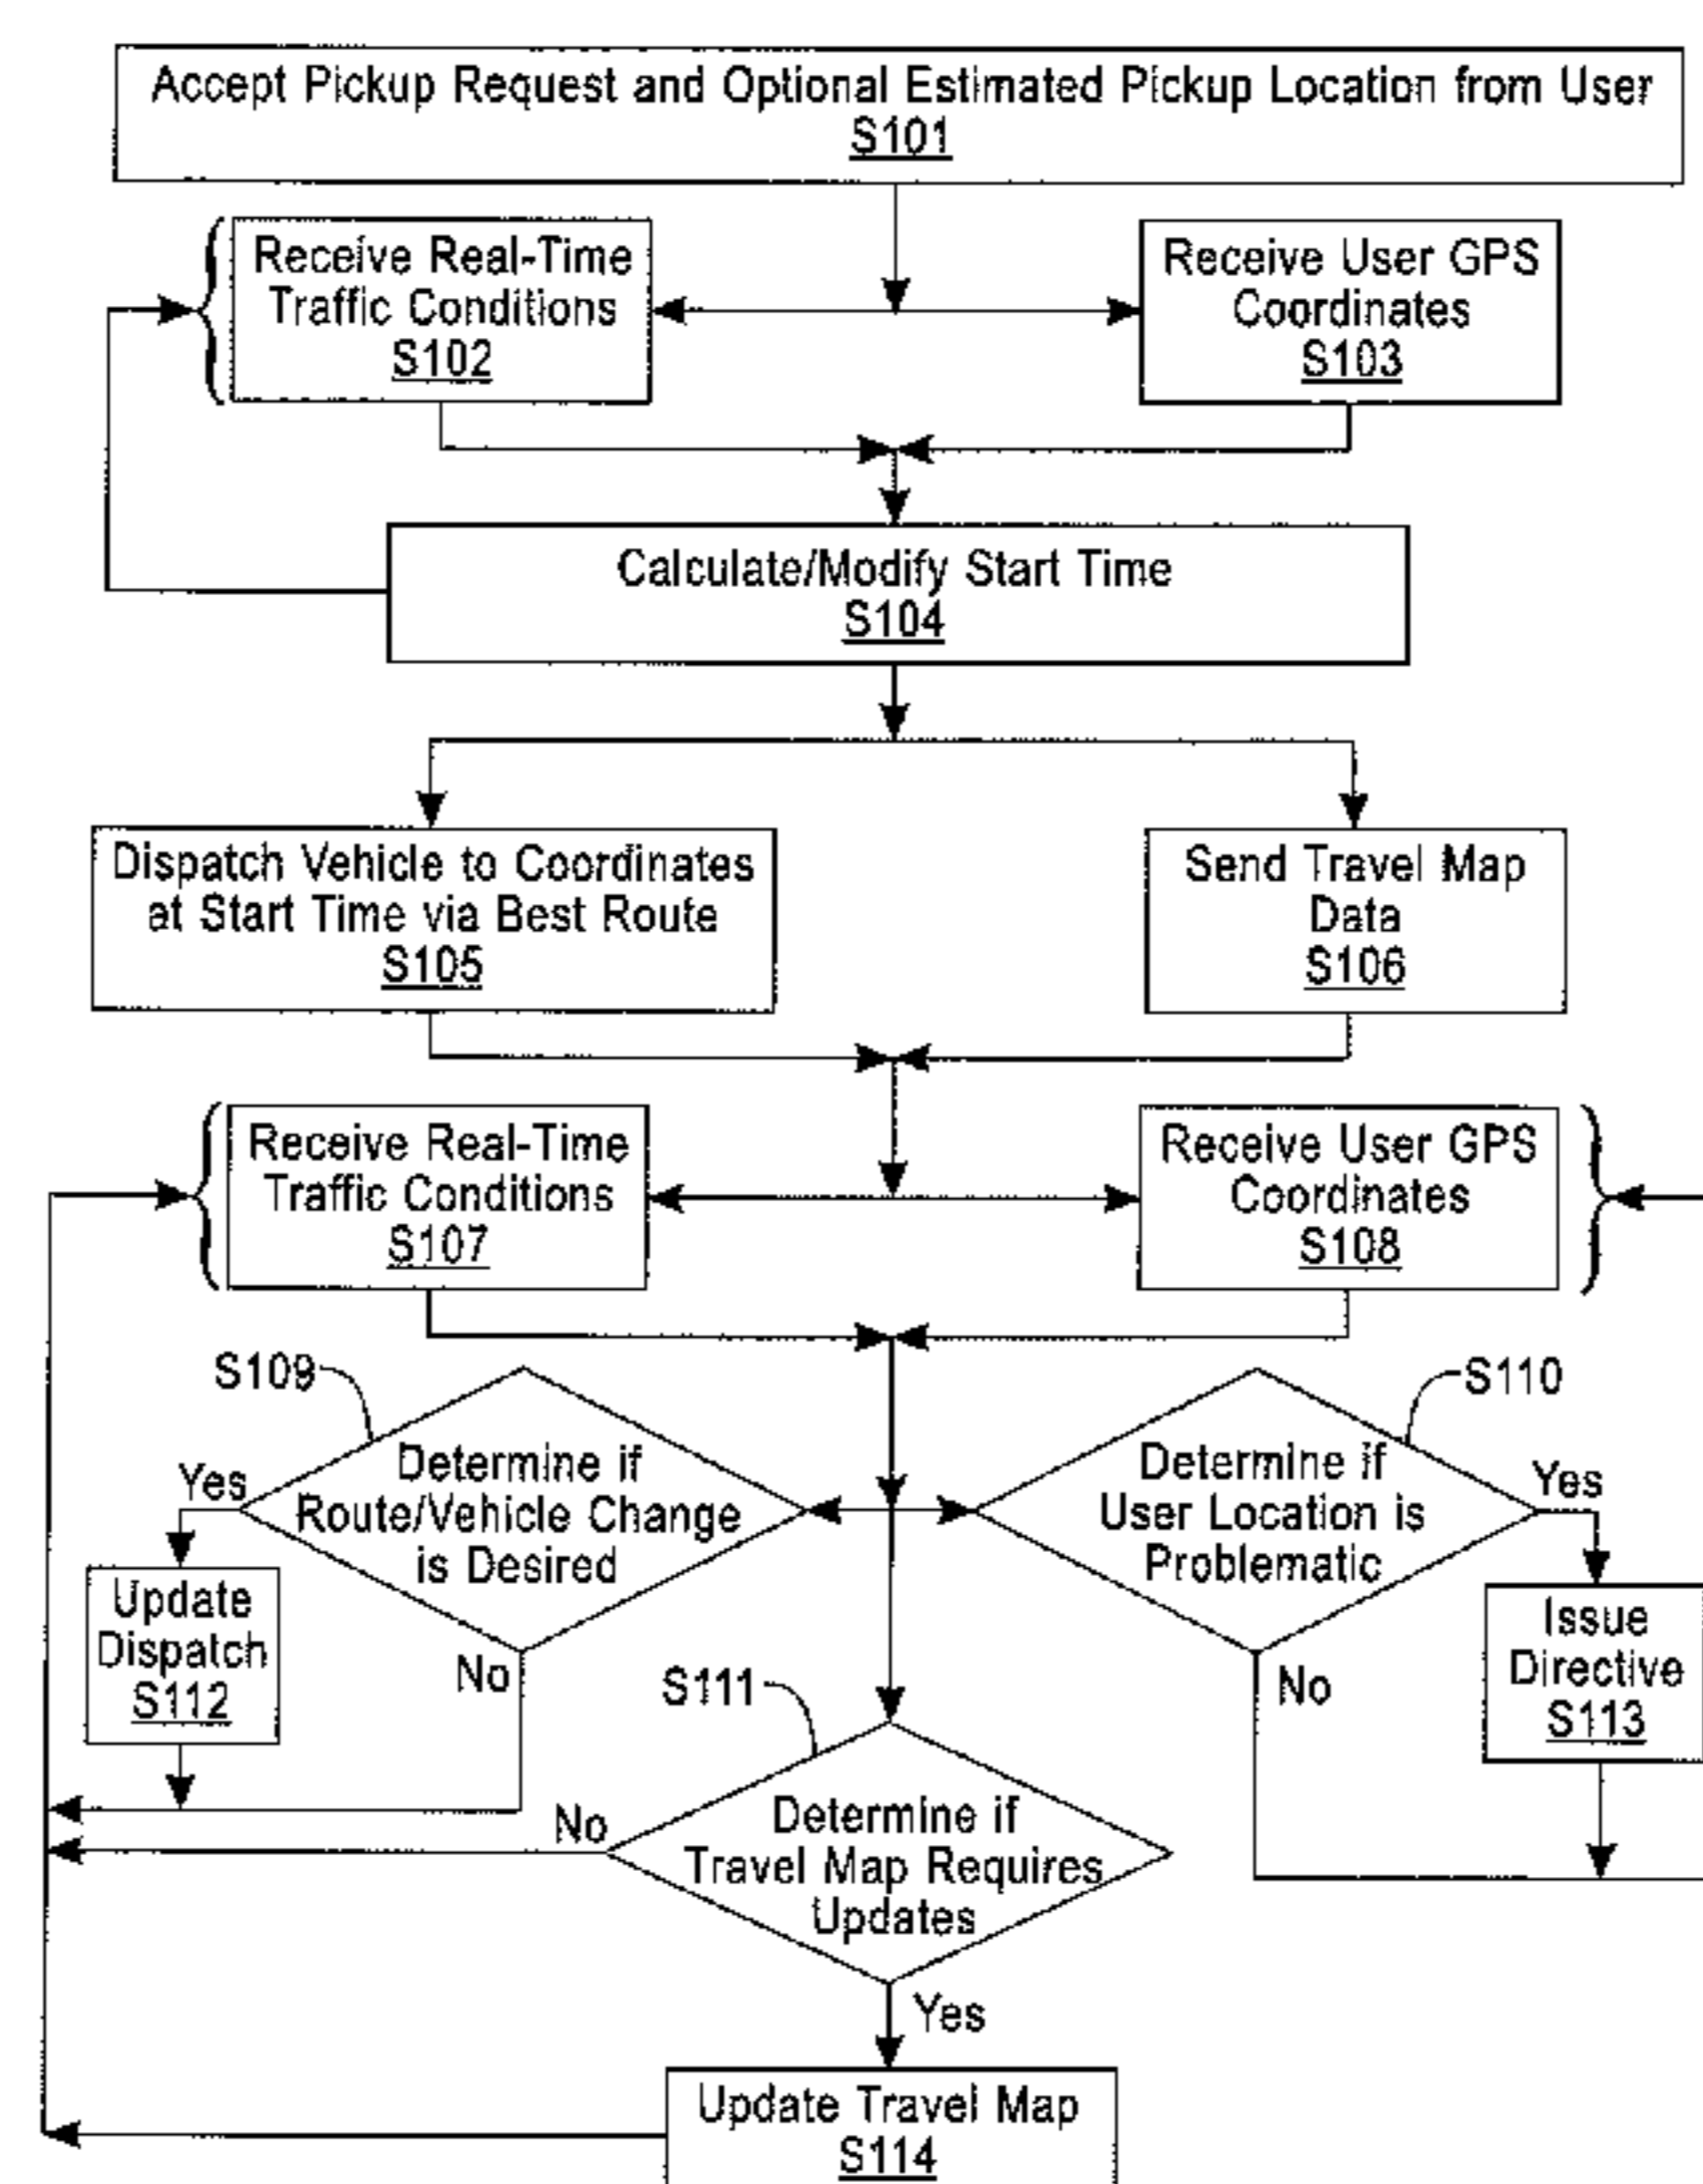 Accept Pickup Request and Optional Estimated Pickup Location from User
S101
Receive Real-Time
Traffic Conditions
S102
Receive User GPS
Coordinates
S103
Calculate/Modify Start Time
S104
Dispatch Vehicle to Coordinates
at Start Time via Best Route
S105
Send Travel Map
Data
S106
Receive Real-Time
Traffic Conditions
S107
Receive User GPS
Coordinates
S108
S109
Determine if
Route/Vehicle Change
is Desired
Yes
No
S110
Determine if
User Location is
Problematic
Yes
No
Update
Dispatch
S112
Issue
Directive
S113
S111
Determine if
Travel Map Requires
Updates
No
Yes
Update Travel Map
S114